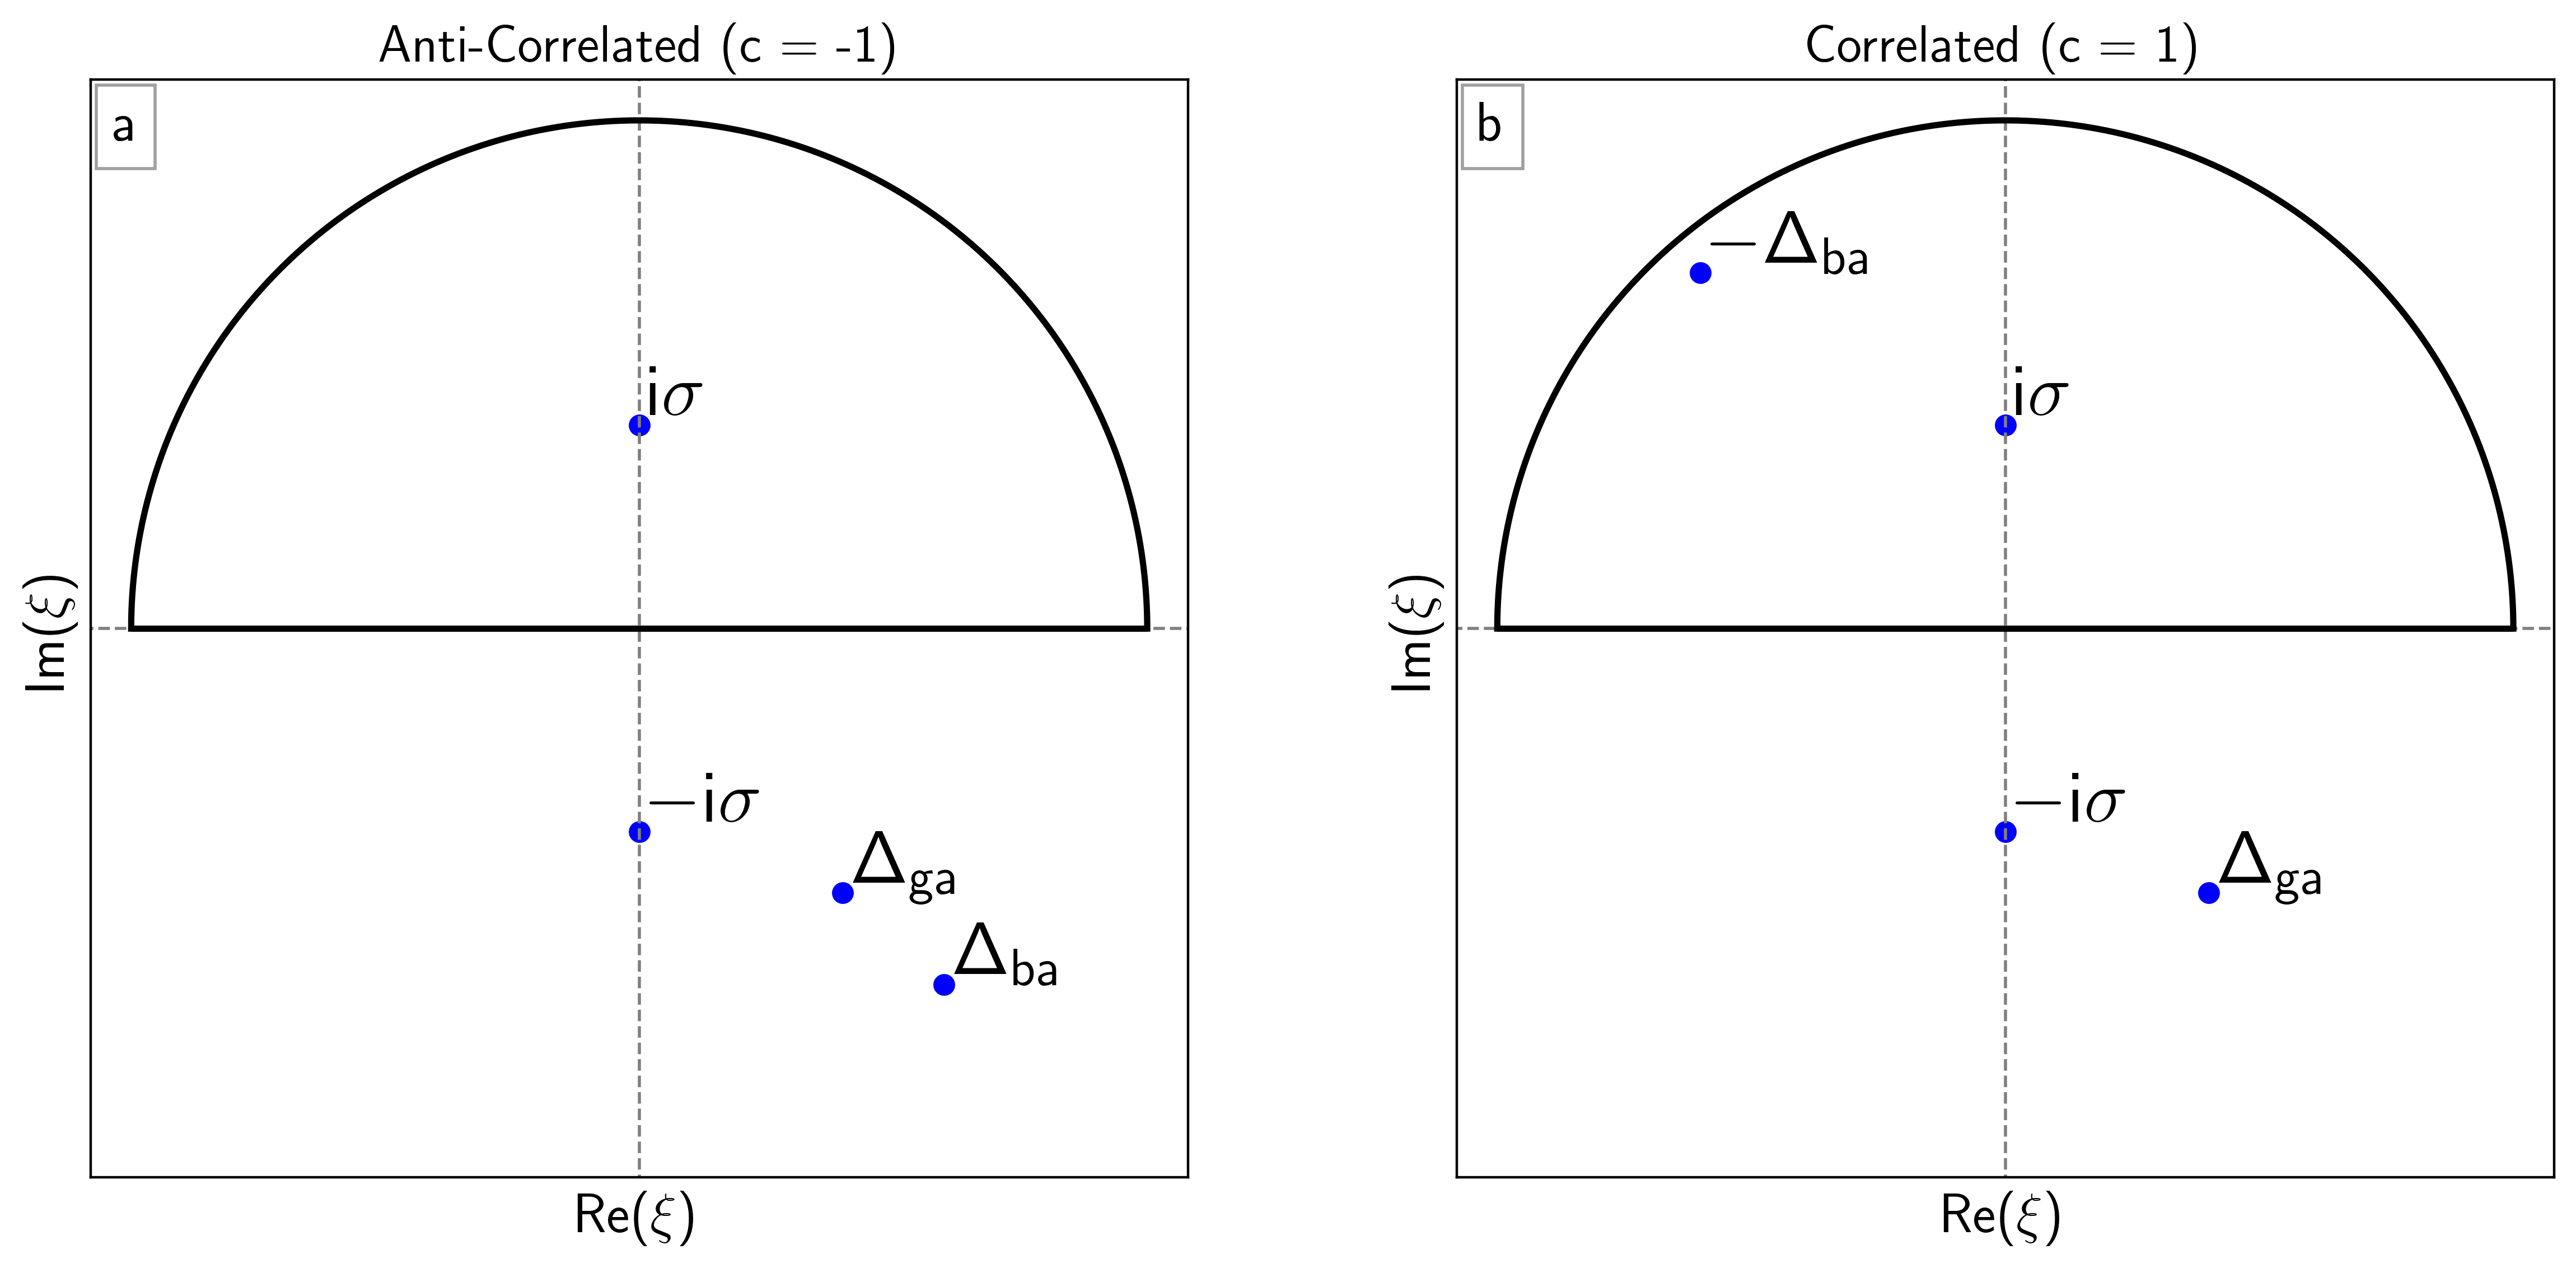 Anti-Correlated (c = -1)
a
iσ
−iσ
Δga
Δba
Im(ξ)
Re(ξ)
Correlated (c = 1)
b
−Δba
iσ
−iσ
Δga
Im(ξ)
Re(ξ)